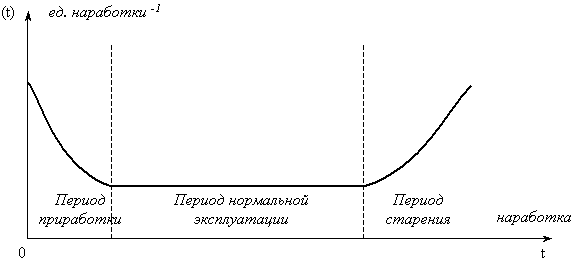 (t) ед. наработки -1
Период приработки
Период нормальной эксплуатации
Период старения
наработка
0
t